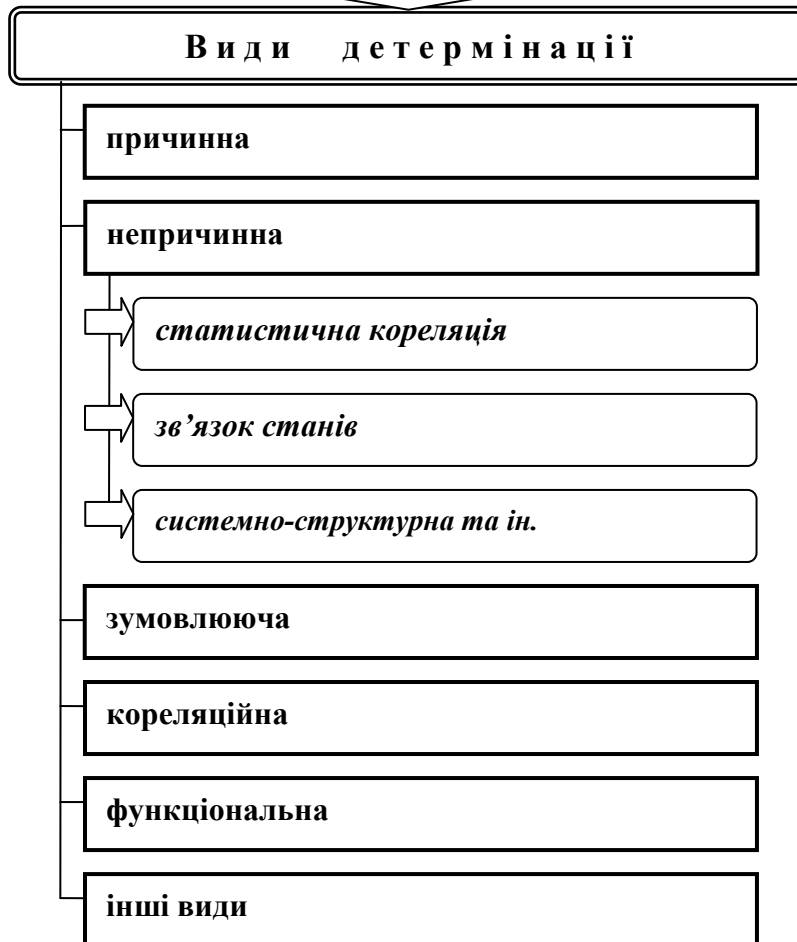 Види детермінації
причинна
непричинна
статистична кореляція
зв’язок станів
системно-структурна та ін.
зумовлююча
кореляційна
функціональна
інші види